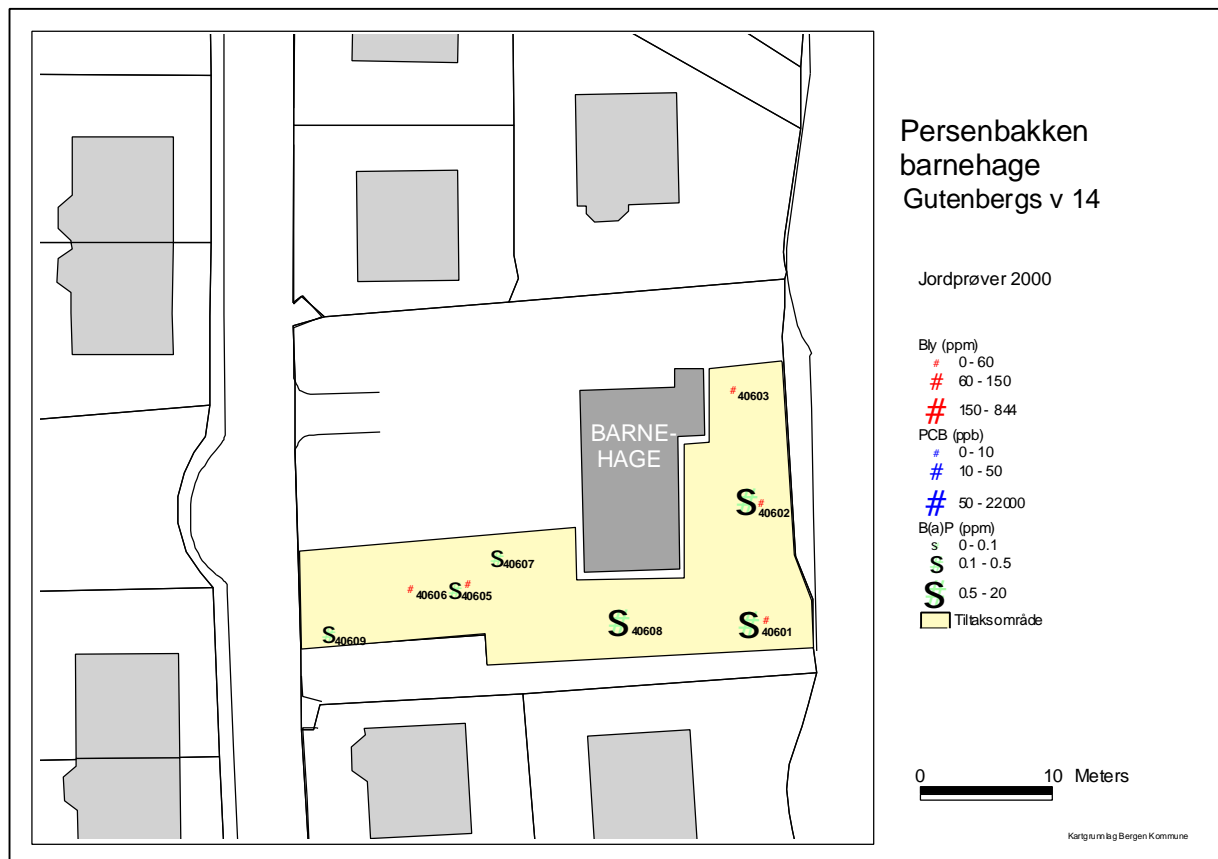 Persenbakken
barnehage
Gutenbergs v 14
Jordprøver 2000
Bly (ppm)
# 0 - 60
# 60 - 150
# 150 - 844
PCB (ppb)
# 0 - 10
# 10 - 50
# 50 - 22000
B(a)P (ppm)
s 0 - 0.1
S 0.1 - 0.5
S 0.5 - 20
Tiltaksområde
# 40603
BARNE-
HAGE
S # 40602
S 40607
# 40606
S # 40605
S 40609
S 40608
S # 40601
0 10 Meters
Kartgrunnlag Bergen Kommune